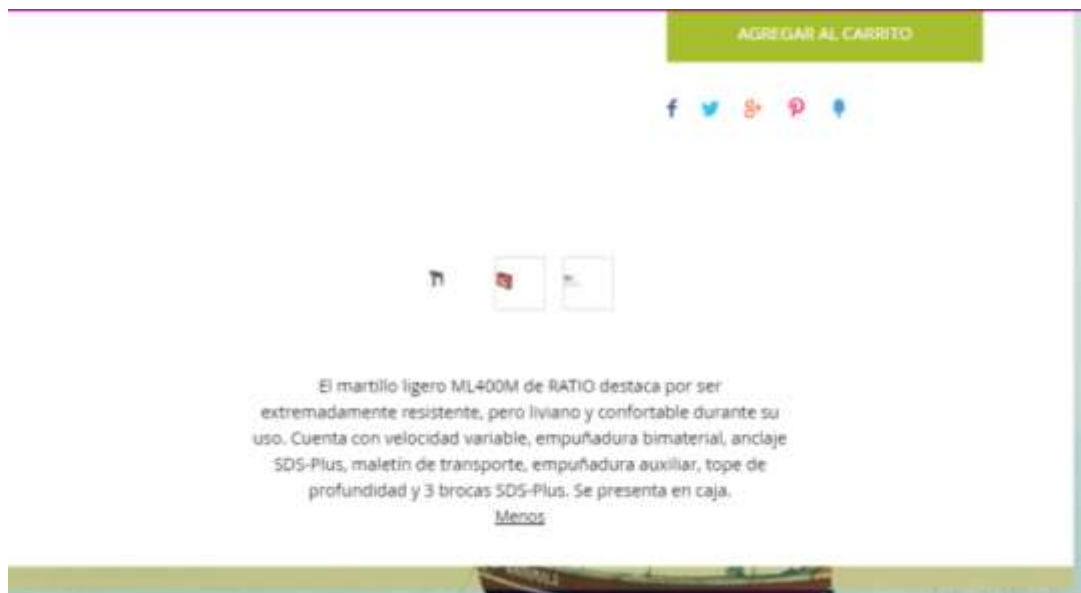 AGREGAR AL CARRITO
El martillo ligero ML400M de RATIO destaca por ser
extremadamente resistente, pero liviano y confortable durante su
uso. Cuenta con velocidad variable, empuñadura bimaterial, anclaje
SDS-Plus, maletín de transporte, empuñadura auxiliar, tope de
profundidad y 3 brocas SDS-Plus. Se presenta en caja.
Menos